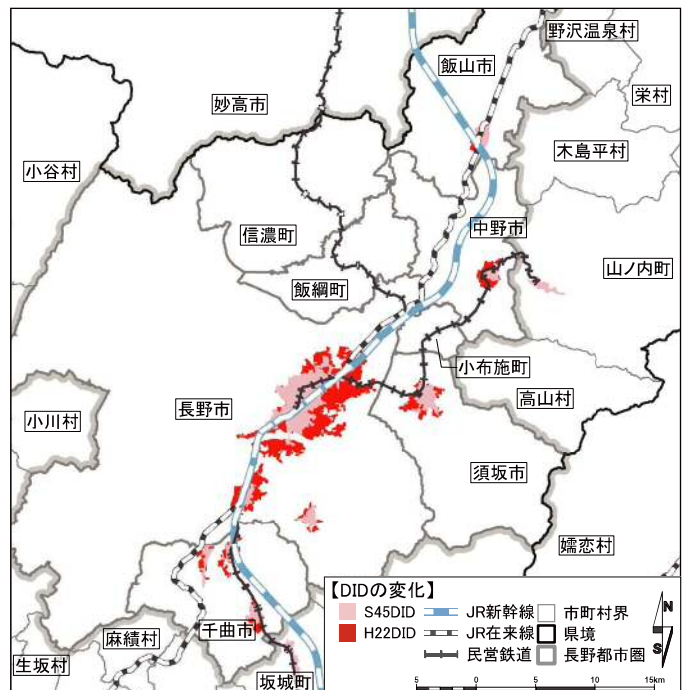 野沢温泉村
飯山市
栄村
妙高市
木島平村
小谷村
中野市
信濃町
山ノ内町
飯綱町
小布施町
高山村
長野市
小川村
須坂市
嬬恋村
【DIDの変化】
S45DID JR新幹線 市町村界
H22DID JR在来線 県境
民営鉄道 長野都市圏
N
S
5 0 5 10 15km
千曲市
麻績村
生坂村
坂城町